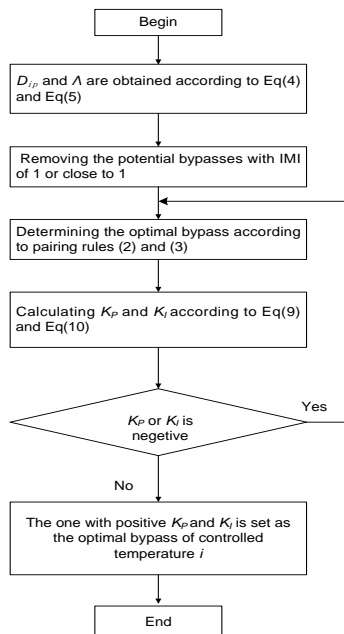 Begin
D_ip and Λ are obtained according to Eq(4)
and Eq(5)
Removing the potential bypasses with IMI
of 1 or close to 1
Determining the optimal bypass according
to pairing rules (2) and (3)
Calculating K_P and K_I according to Eq(9)
and Eq(10)
K_P or K_I is
negetive
Yes
No
The one with positive K_P and K_I is set as
the optimal bypass of controlled
temperature i
End